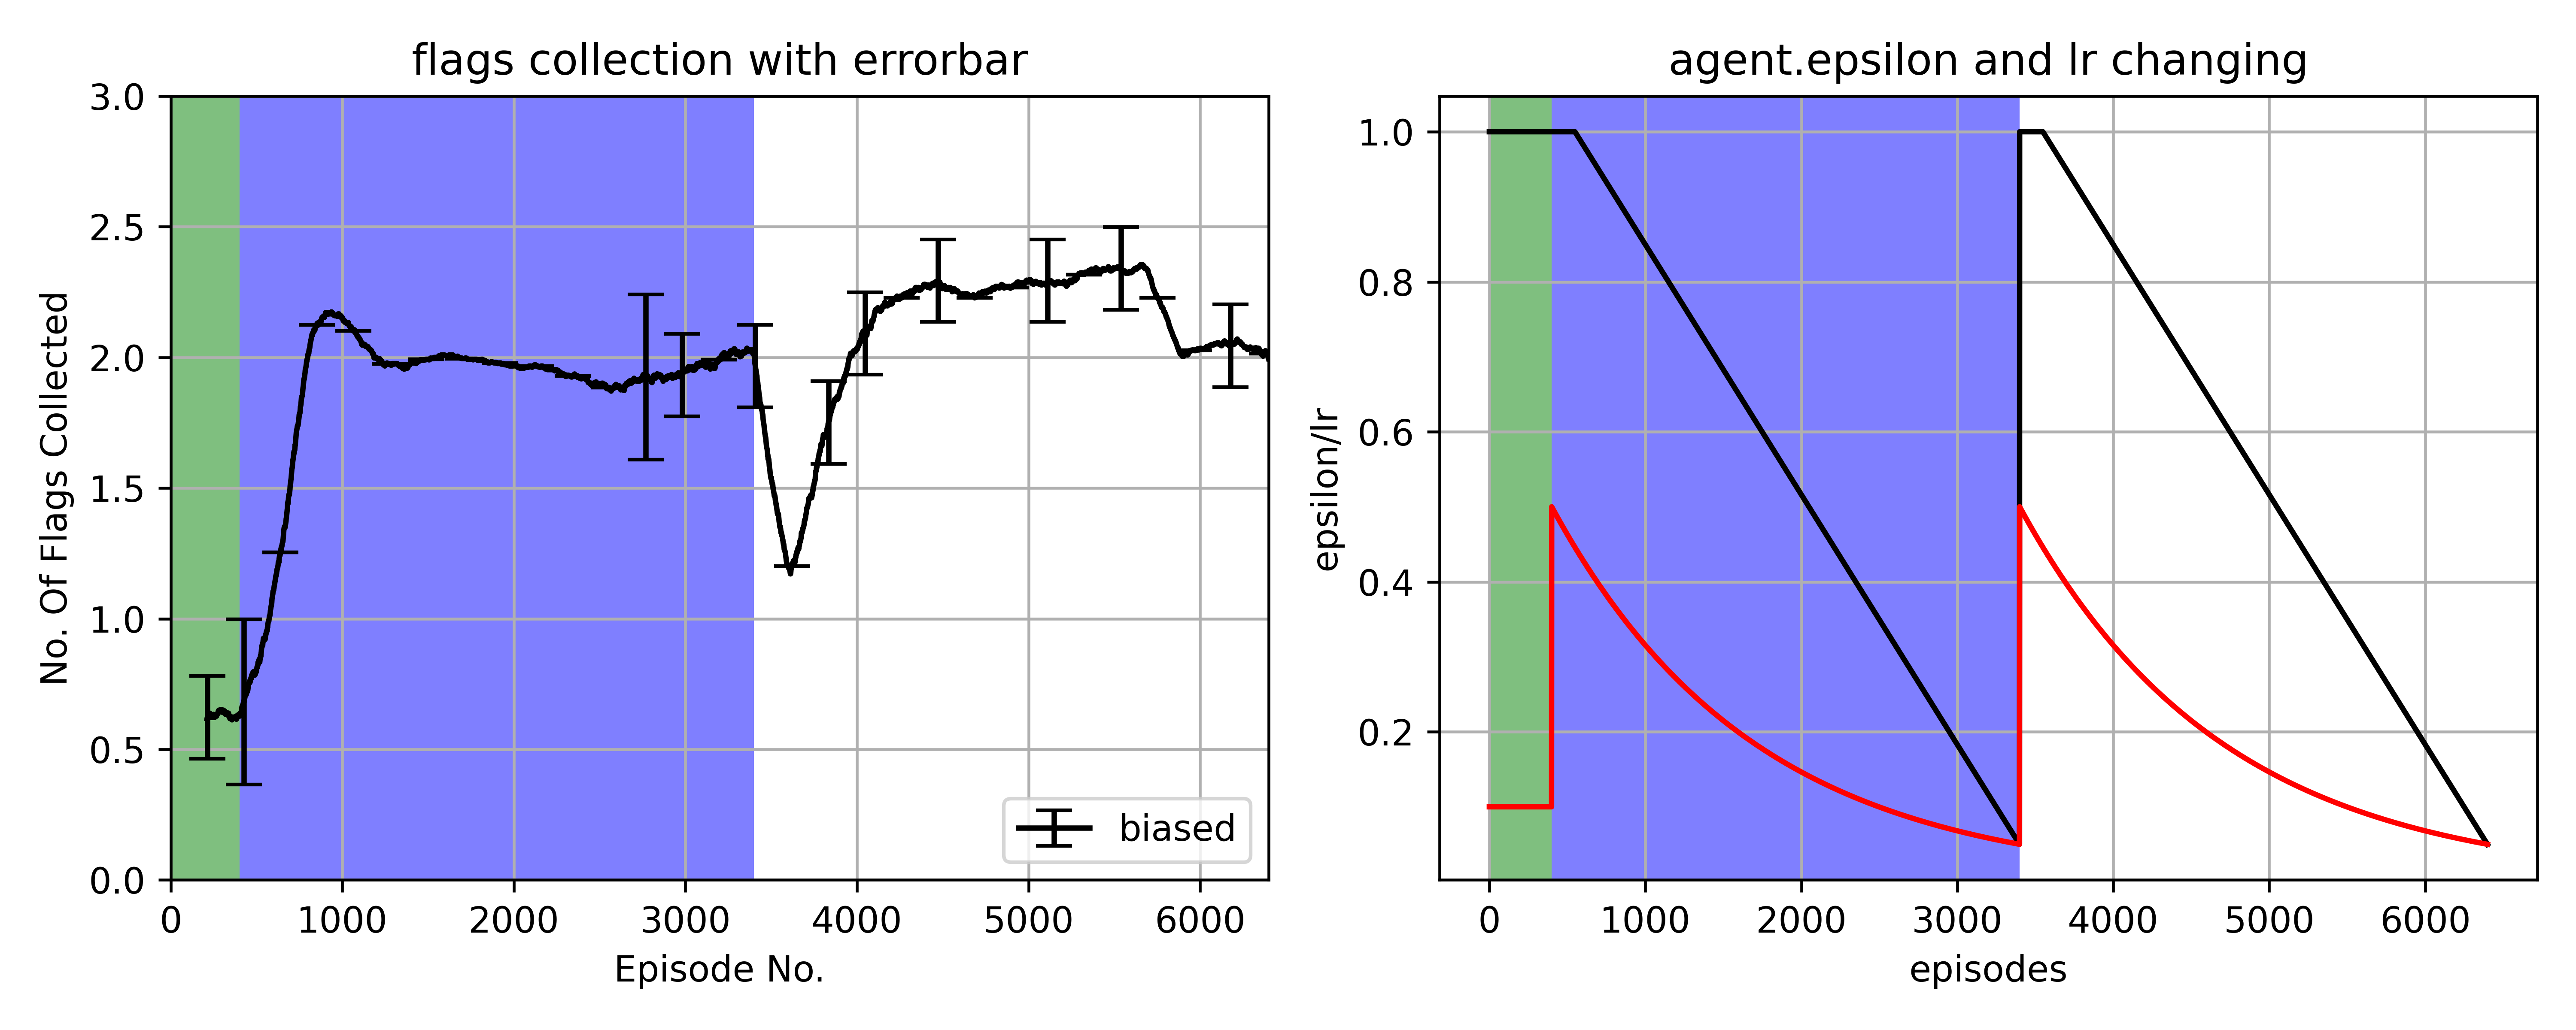 flags collection with errorbar
3.0
2.5
2.0
1.5
1.0
0.5
0.0
No. Of Flags Collected
0 1000 2000 3000 4000 5000 6000
Episode No.
biased
agent.epsilon and lr changing
1.0
0.8
0.6
0.4
0.2
epsilon/lr
0 1000 2000 3000 4000 5000 6000
episodes